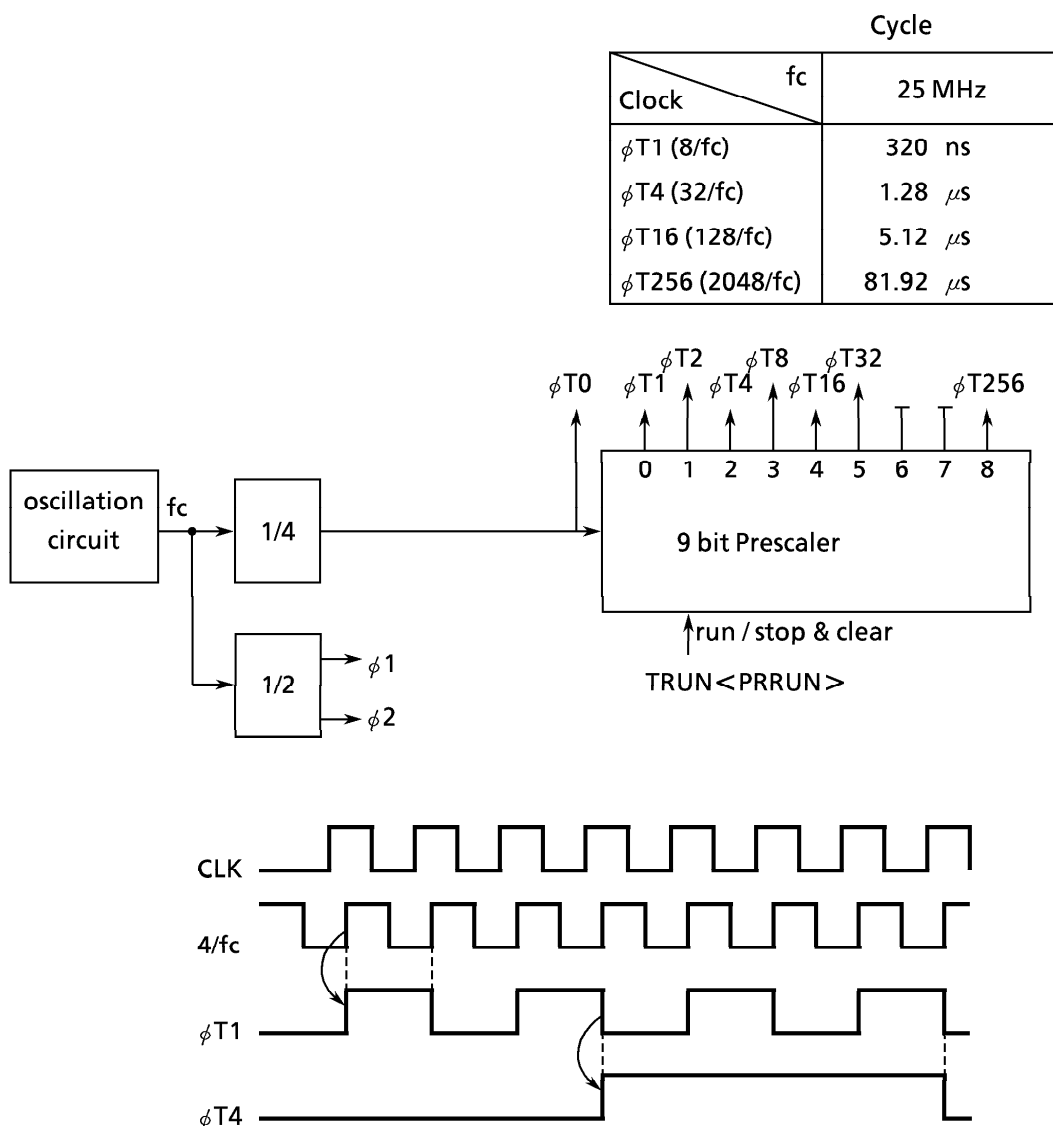 Cycle
fc
Clock
25 MHz
ϕT1 (8/fc) 320 ns
ϕT4 (32/fc) 1.28 μs
ϕT16 (128/fc) 5.12 μs
ϕT256 (2048/fc) 81.92 μs
ϕT2 ϕT8 ϕT32
ϕT0 ϕT1 ϕT4 ϕT16 ϕT256
0 1 2 3 4 5 6 7 8
oscillation
circuit
fc
1/4
9 bit Prescaler
run / stop & clear
TRUN<PRRUN>
1/2
ϕ1
ϕ2
CLK
4/fc
ϕT1
ϕT4